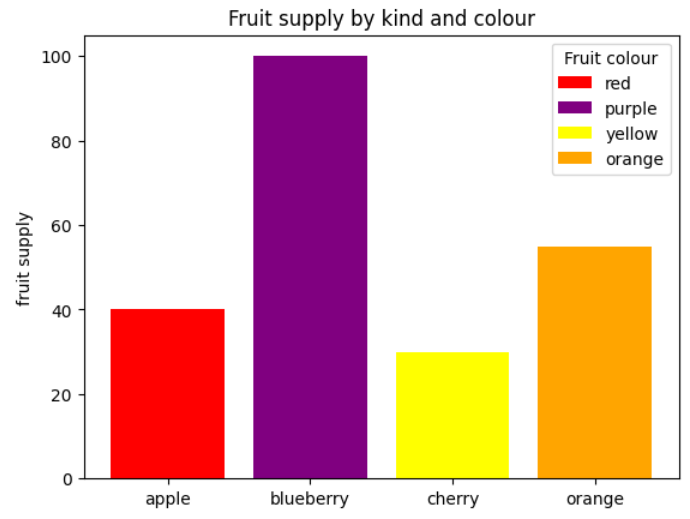 Fruit supply by kind and colour
Fruit colour
red
purple
yellow
orange
fruit supply
100
80
60
40
20
0
apple blueberry cherry orange